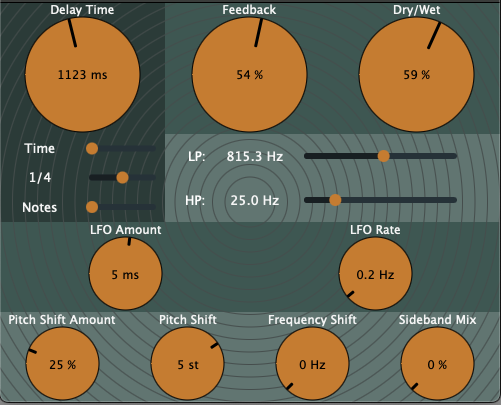 Delay Time Feedback Dry/Wet
1123 ms 54 % 59 %
Time
1/4
Notes
LP: 815.3 Hz
HP: 25.0 Hz
LFO Amount LFO Rate
5 ms 0.2 Hz
Pitch Shift Amount Pitch Shift Frequency Shift Sideband Mix
25 % 5 st 0 Hz 0 %